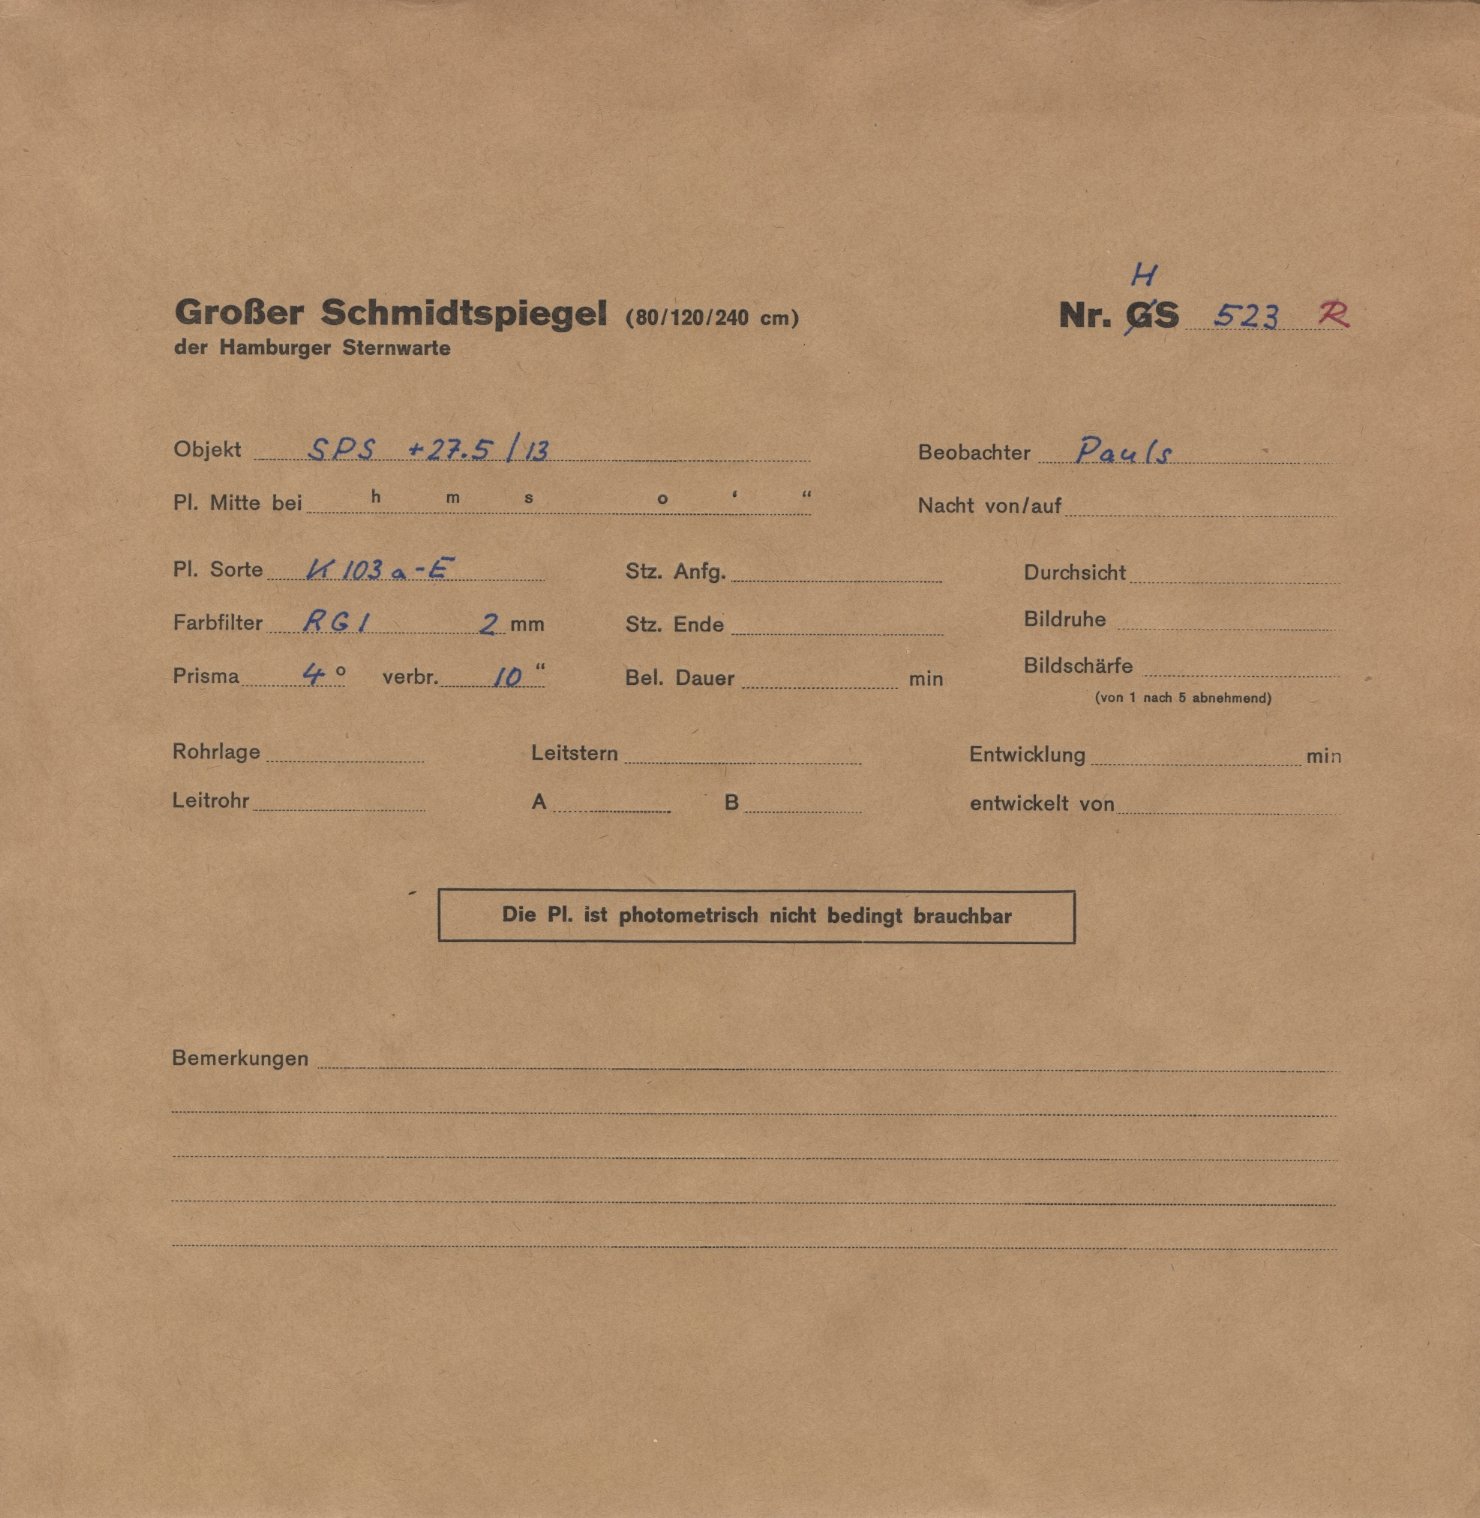 H
Großer Schmidtspiegel (80/120/240 cm) Nr. GS 523 R
der Hamburger Sternwarte
Objekt SPS +27.5 / 13 Beobachter Pauls
Pl. Mitte bei h m s o ‘ “ Nacht von/auf
Pl. Sorte K 103 a-E Stz. Anfg. Durchsicht
Farbfilter RG1 2 mm Stz. Ende Bildruhe
Prisma 4 o verbr. 10 “ Bel. Dauer min Bildschärfe
(von 1 nach 5 abnehmend)
Rohrlage Leitstern Entwicklung min
Leitrohr A B entwickelt von
Die Pl. ist photometrisch nicht bedingt brauchbar
Bemerkungen